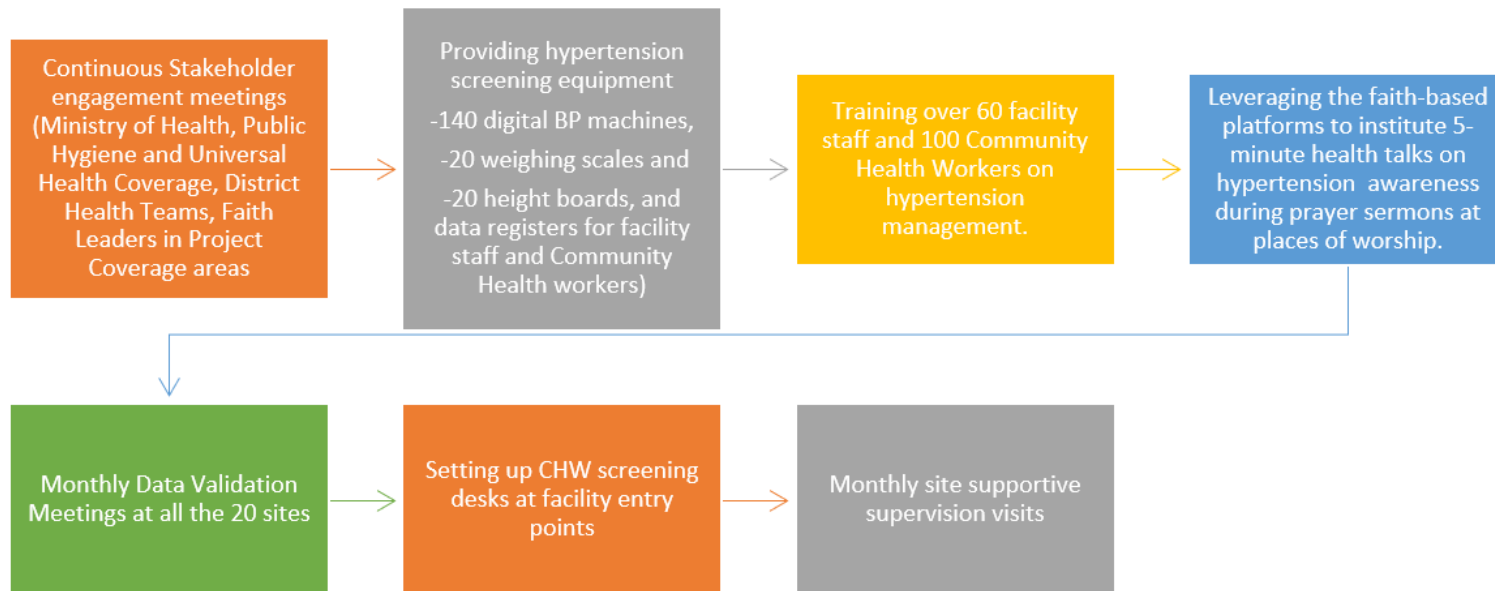 Continuous Stakeholder
engagement meetings
(Ministry of Health, Public
Hygiene and Universal
Health Coverage, District
Health Teams, Faith
Leaders in Project
Coverage areas
Providing hypertension
screening equipment
-140 digital BP machines,
-20 weighing scales and
-20 height boards, and
data registers for facility
staff and Community
Health workers)
Training over 60 facility
staff and 100 Community
Health Workers on
hypertension
management.
Leveraging the faith-based
platforms to institute 5-
minute health talks on
hypertension awareness
during prayer sermons at
places of worship.
Monthly Data Validation
Meetings at all the 20 sites
Setting up CHW screening
desks at facility entry
points
Monthly site supportive
supervision visits